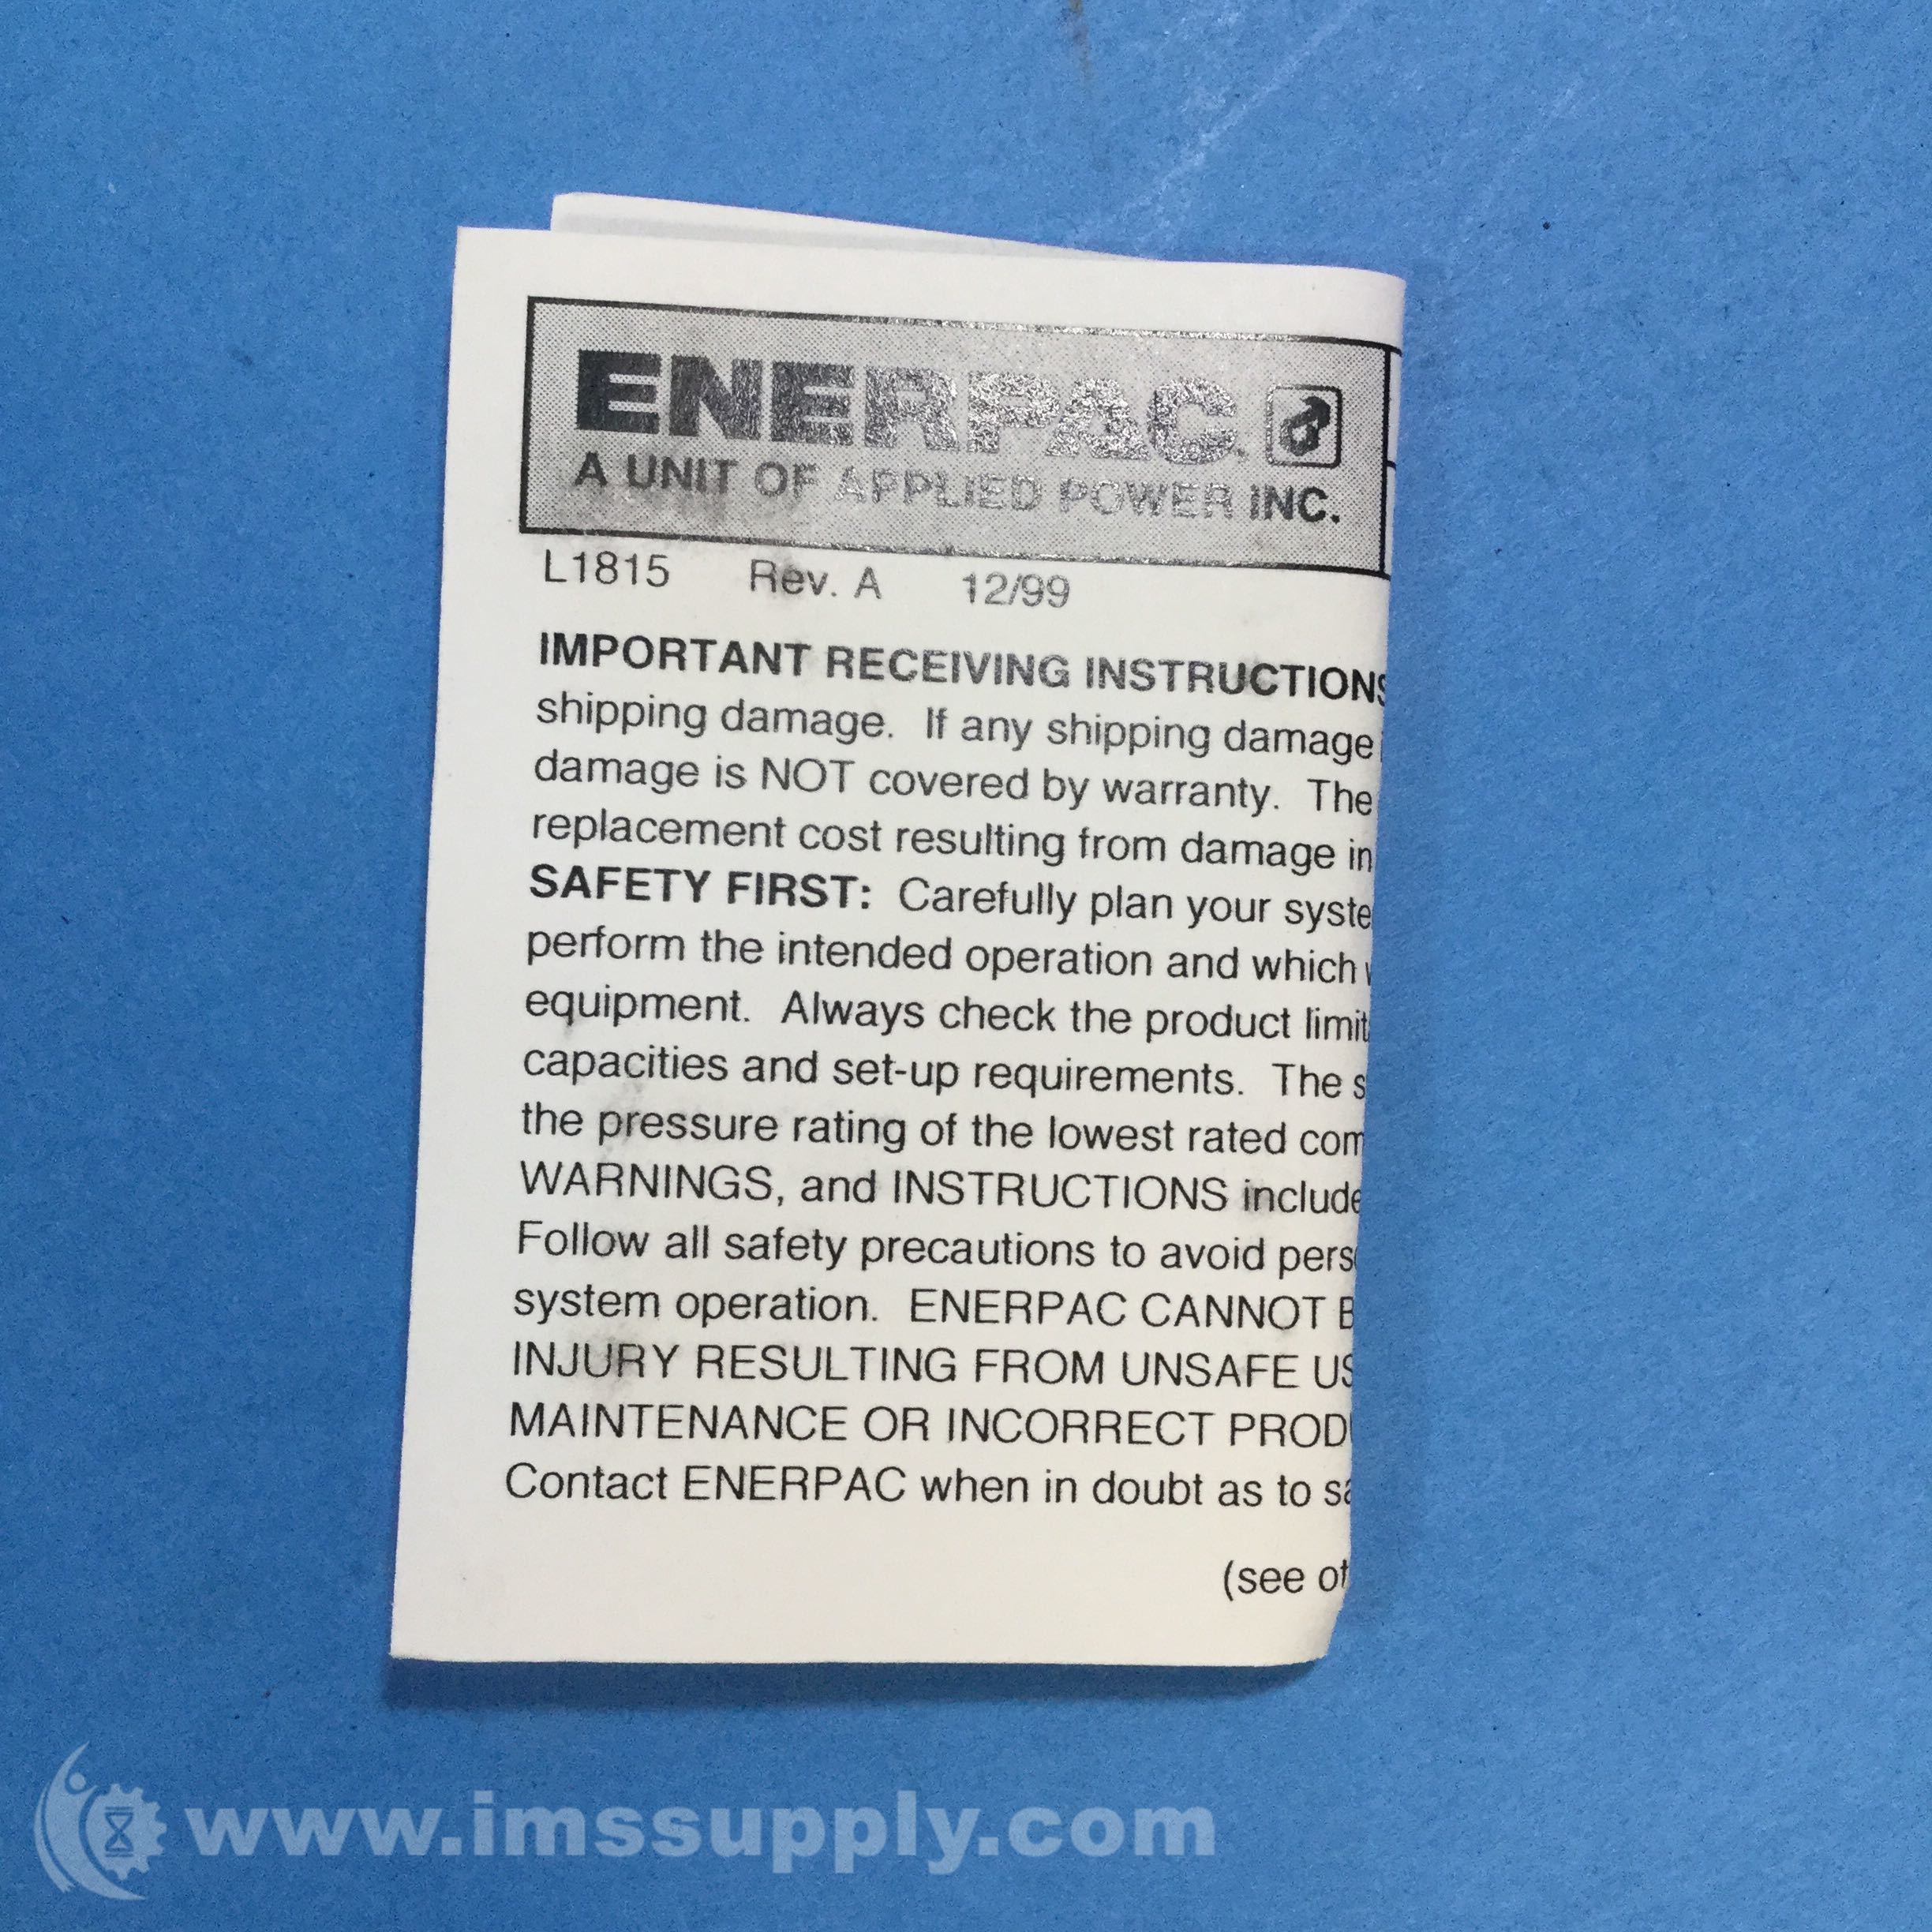 ENERPAC
A UNIT OF APPLIED POWER INC.
L1815 Rev. A 12/99
IMPORTANT RECEIVING INSTRUCTIONS
shipping damage. If any shipping damage
damage is NOT covered by warranty. The
replacement cost resulting from damage in
SAFETY FIRST: Carefully plan your syste
perform the intended operation and which
equipment. Always check the product limit
capacities and set-up requirements. The s
the pressure rating of the lowest rated com
WARNINGS, and INSTRUCTIONS include
Follow all safety precautions to avoid pers
system operation. ENERPAC CANNOT B
INJURY RESULTING FROM UNSAFE US
MAINTENANCE OR INCORRECT PROD
Contact ENERPAC when in doubt as to sa
(see ot
www.imssupply.com